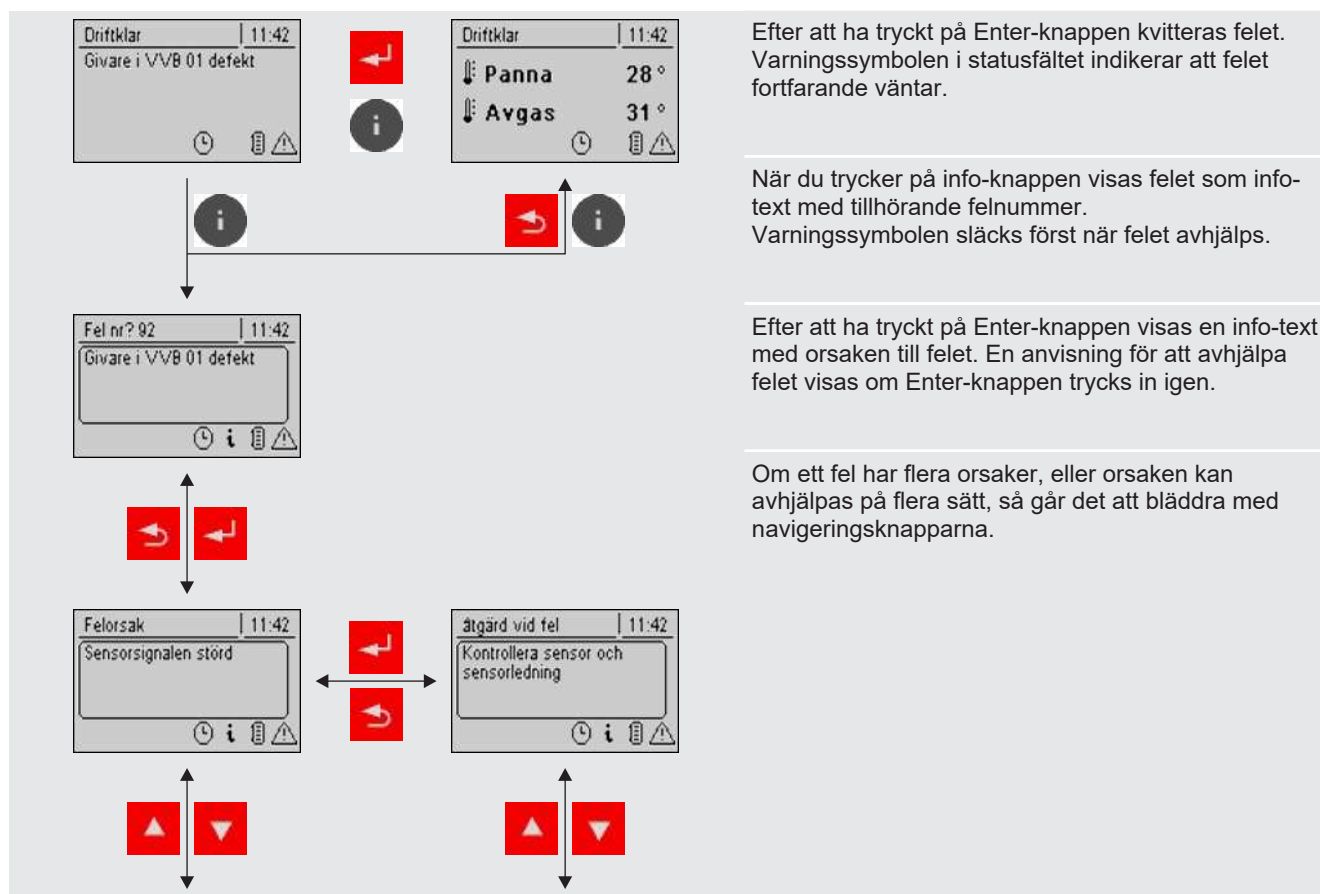 Driftklar 11:42
Givare i VVB 01 defekt
i
Driftklar 11:42
Panna 28 °
Avgas 31 °
Efter att ha tryckt på Enter-knappen kvitteras felet.
Varningssymbolen i statusfältet indikerar att felet
fortfarande väntar.
i
i
När du trycker på info-knappen visas felet som info-
text med tillhörande felnummer.
Varningssymbolen släcks först när felet avhjälps.
Fel nr? 92 11:42
Givare i VVB 01 defekt
i
Efter att ha tryckt på Enter-knappen visas en info-text
med orsaken till felet. En anvisning för att avhjälpa
felet visas om Enter-knappen trycks in igen.
Om ett fel har flera orsaker, eller orsaken kan
avhjälpas på flera sätt, så går det att bläddra med
navigeringsknapparna.
Felorsak 11:42
Sensorsignalen störd
i
åtgärd vid fel 11:42
Kontrollera sensor och
sensorledning
i